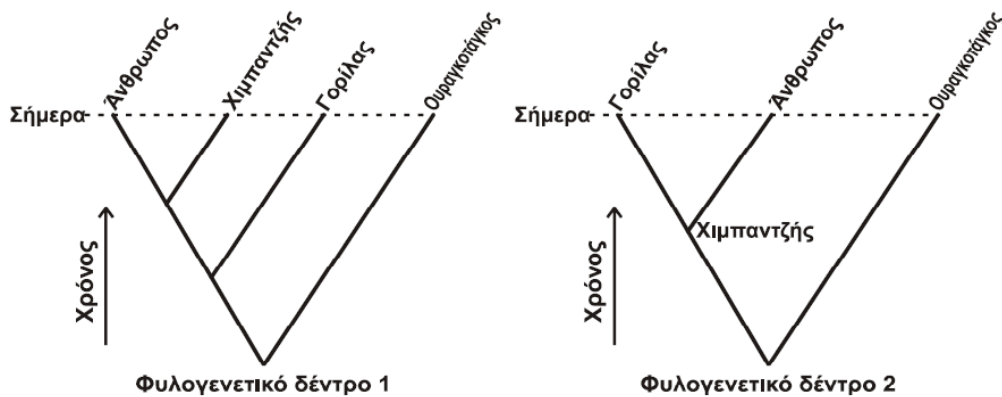 Άνθρωπος
Χιμπαντζής
Γορίλας
Ουραγκοτάγκος
Σήμερα
Χρόνος
Φυλογενετικό δέντρο 1
Γορίλας
Άνθρωπος
Ουραγκοτάγκος
Σήμερα
Χιμπαντζής
Χρόνος
Φυλογενετικό δέντρο 2